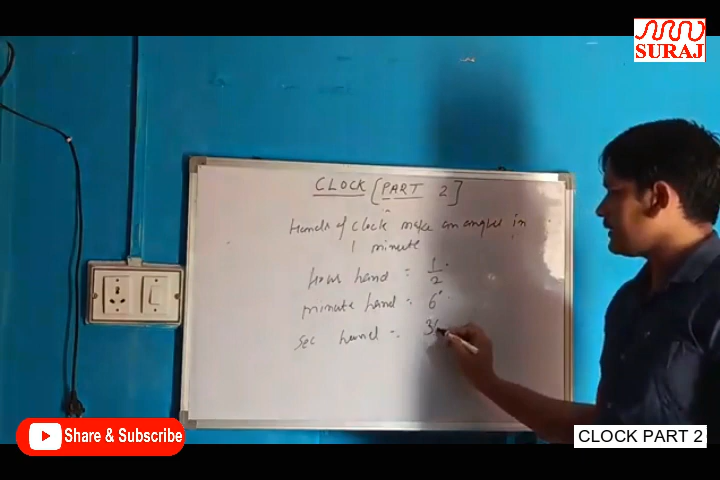 SURAJ
CLOCK [PART 2]
Hands of clock make an angle in
1 minute
hour hand = 1/2°
minute hand = 6°
Sec hand = 36
Share & Subscribe
CLOCK PART 2